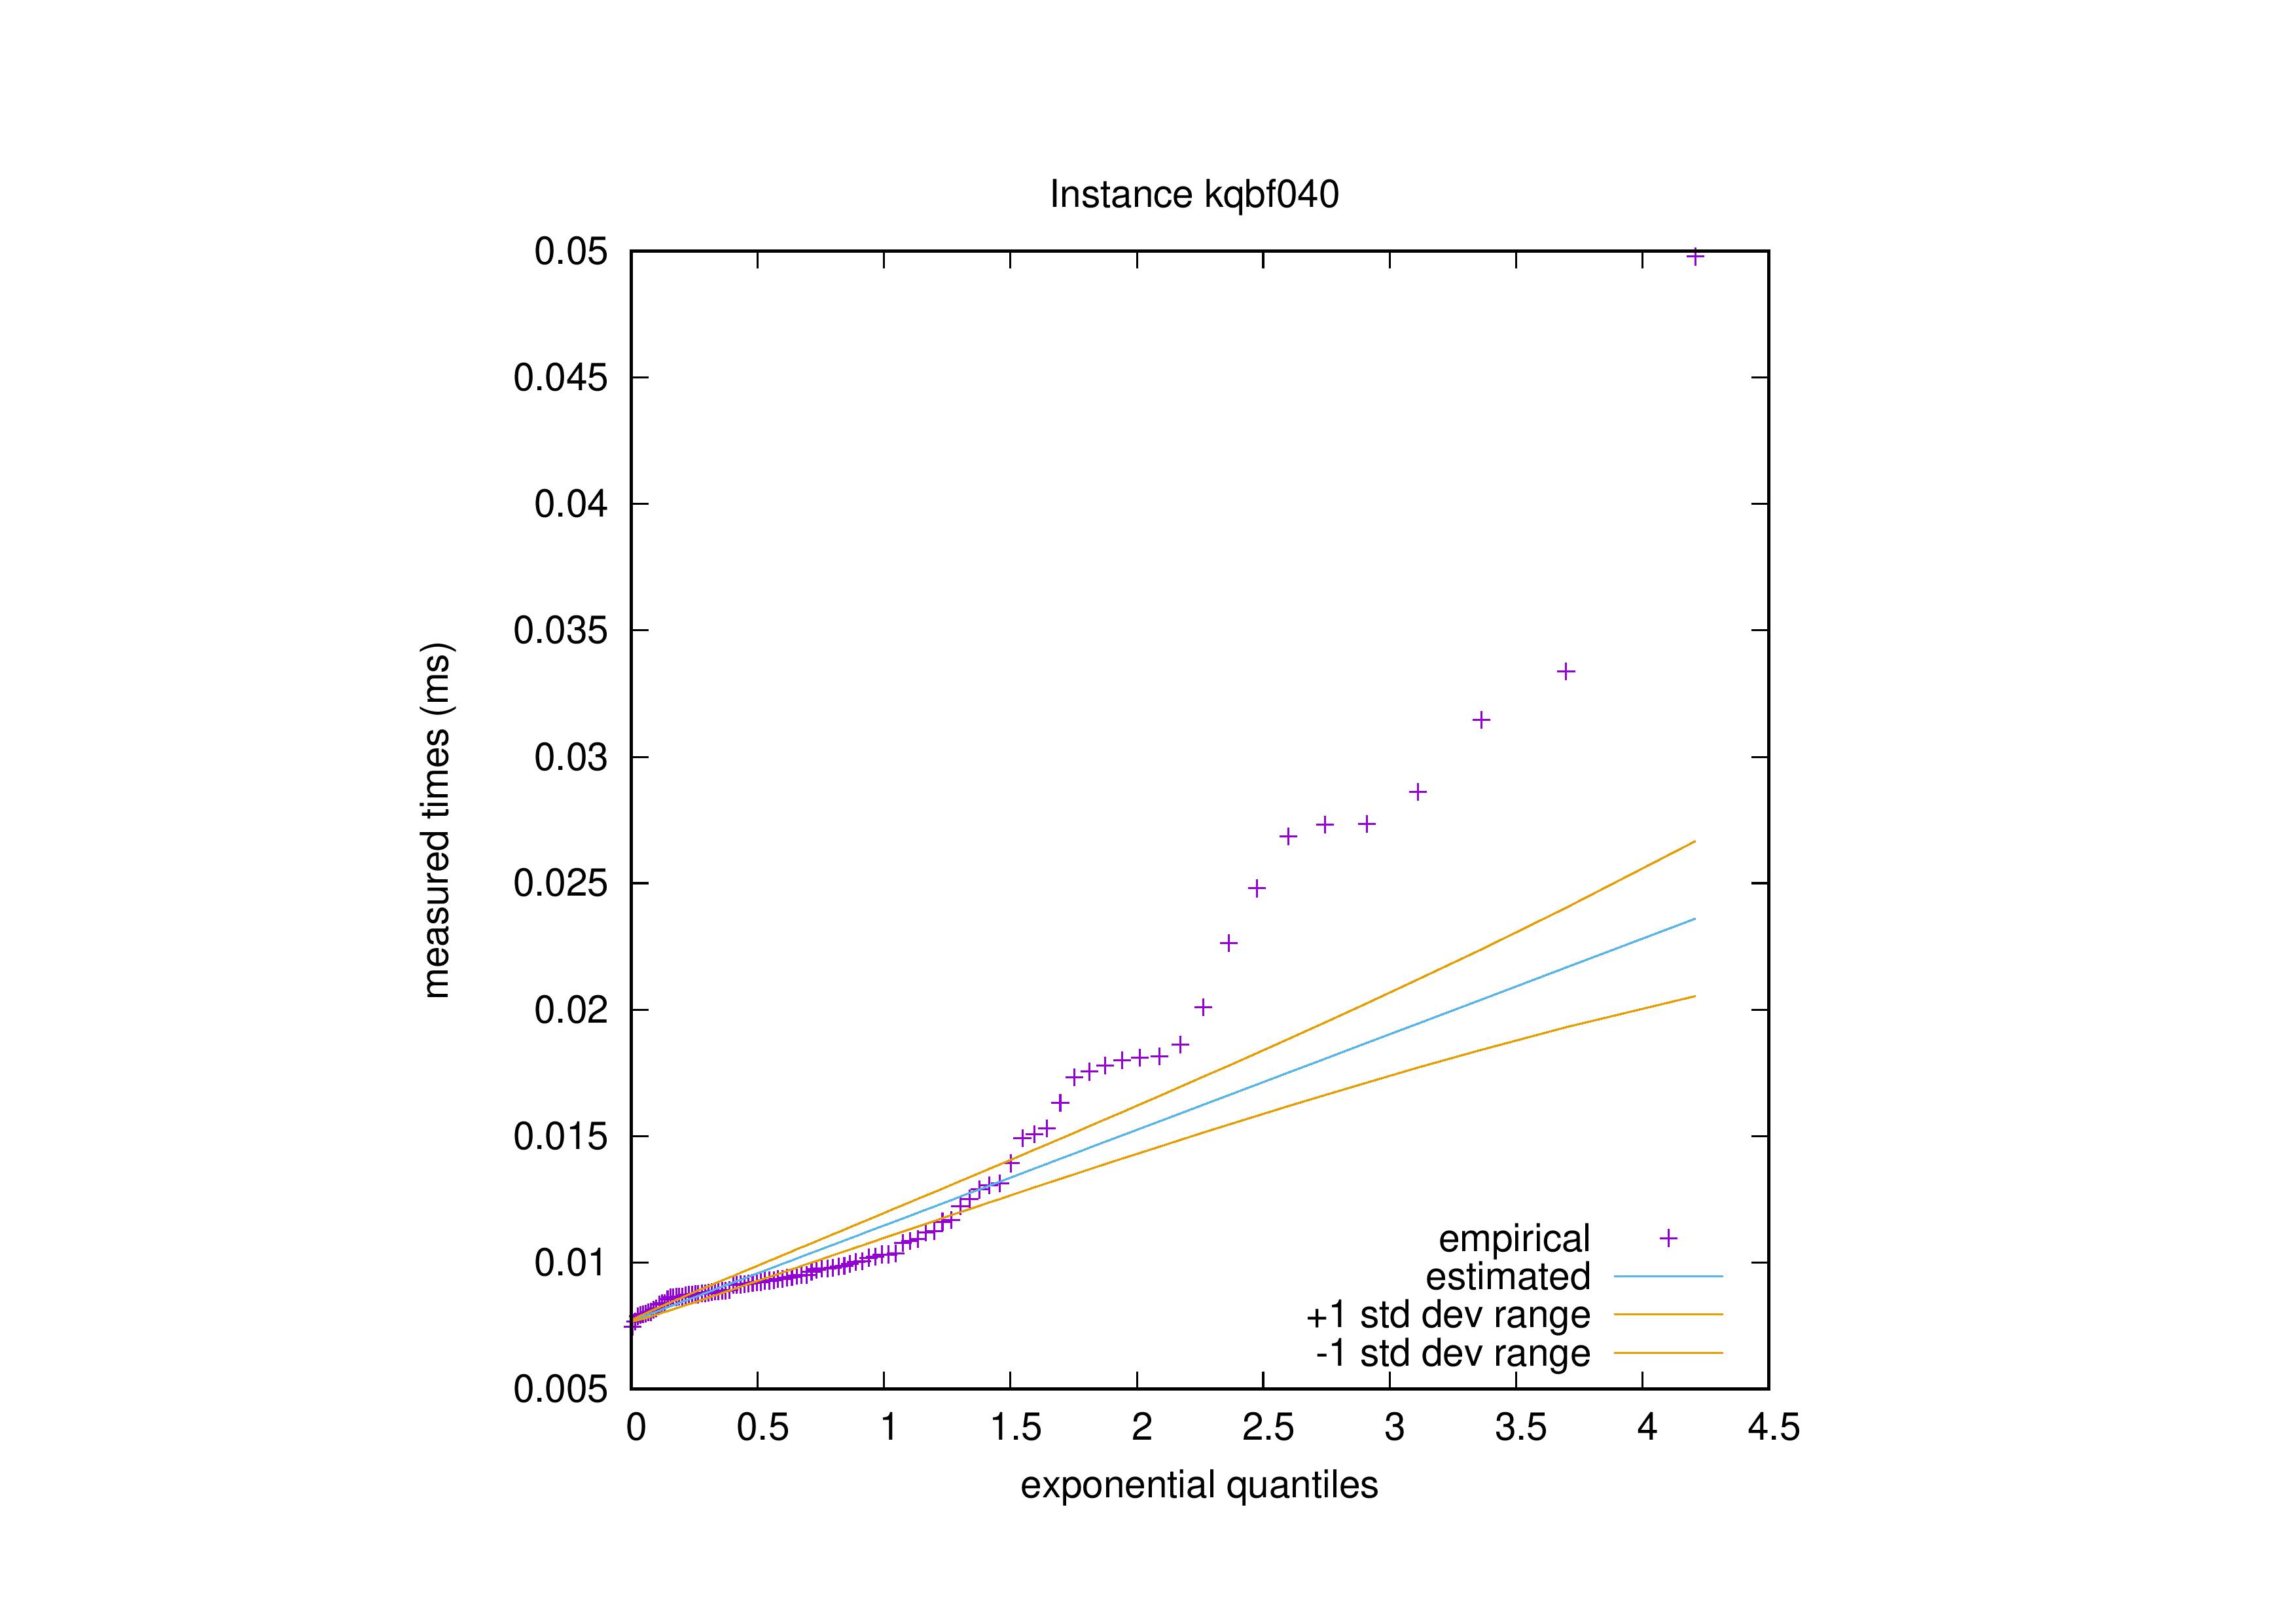 Instance kqbf040
0.05
0.045
0.04
0.035
0.03
0.025
0.02
0.015
0.01
0.005
measured times (ms)
empirical
estimated
+1 std dev range
-1 std dev range
0 0.5 1 1.5 2 2.5 3 3.5 4 4.5
exponential quantiles